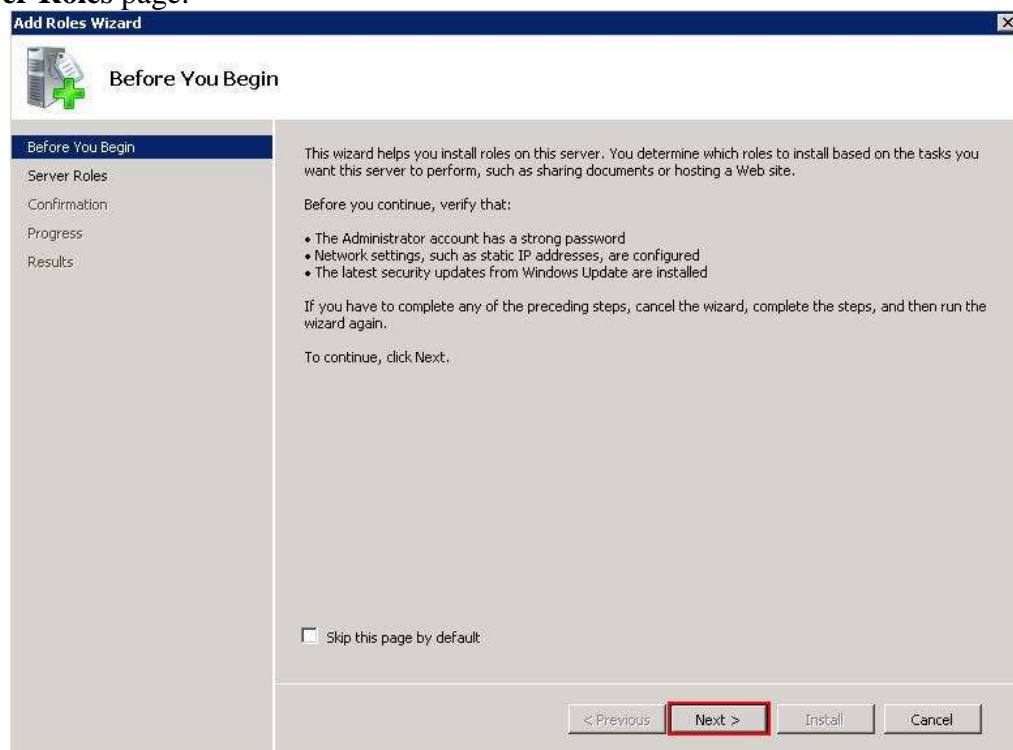 er Roles page.
Add Roles Wizard
Before You Begin
Before You Begin
Server Roles
Confirmation
Progress
Results
This wizard helps you install roles on this server. You determine which roles to install based on the tasks you
want this server to perform, such as sharing documents or hosting a Web site.
Before you continue, verify that:
• The Administrator account has a strong password
• Network settings, such as static IP addresses, are configured
• The latest security updates from Windows Update are installed
If you have to complete any of the preceding steps, cancel the wizard, complete the steps, and then run the
wizard again.
To continue, click Next.
Skip this page by default
< Previous Next > Install Cancel